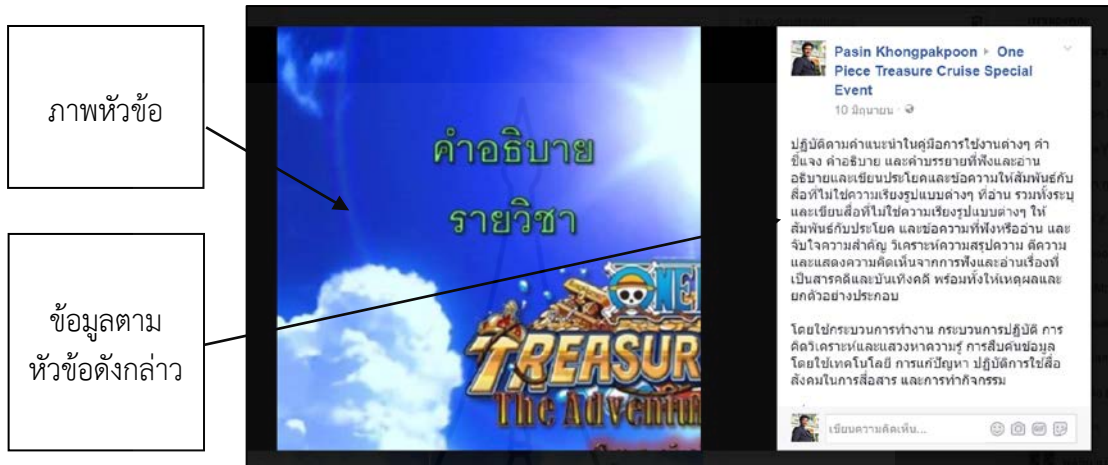 ภาพหัวข้อ
ข้อมูลตาม
หัวข้อดังกล่าว
คำอธิบาย
รายวิชา
ONE
TREASUR
The Adventu
Pasin Khongpakpoon ▸ One
Piece Treasure Cruise Special
Event
10 มิถุนายน ·
ปฏิบัติตามคำแนะนำในคู่มือการใช้งานต่างๆ คำ
ชี้แจง คำอธิบาย และคำบรรยายที่ฟังและอ่าน
อธิบายและเขียนประโยคและข้อความให้สัมพันธ์กับ
สื่อที่ไม่ใช่ความเรียงรูปแบบต่างๆ ที่อ่าน รวมทั้งระบุ
และเขียนสื่อที่ไม่ใช่ความเรียงรูปแบบต่างๆ ให้
สัมพันธ์กับประโยค และข้อความที่ฟังหรืออ่าน และ
จับใจความสำคัญ วิเคราะห์ความสรุปความ ตีความ
และแสดงความคิดเห็นจากการฟังและอ่านเรื่องที่
เป็นสารคดีและบันเทิงคดี พร้อมทั้งให้เหตุผลและ
ยกตัวอย่างประกอบ
โดยใช้กระบวนการทำงาน กระบวนการปฏิบัติ การ
คิดวิเคราะห์และแสวงหาความรู้ การสืบค้นข้อมูล
โดยใช้เทคโนโลยี การแก้ปัญหา ปฏิบัติการใช้สื่อ
สังคมในการสื่อสาร และการทำกิจกรรม
เขียนความคิดเห็น...
GIF